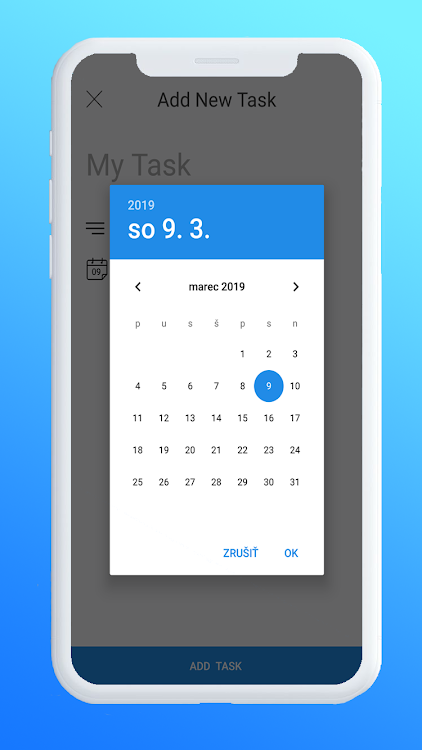 Add New Task
My Task
2019
so 9. 3.
marec 2019
p u s š p s n
1 2 3
4 5 6 7 8 9 10
09
11 12 13 14 15 16 17
18 19 20 21 22 23 24
25 26 27 28 29 30 31
ZRUŠIŤ OK
ADD TASK